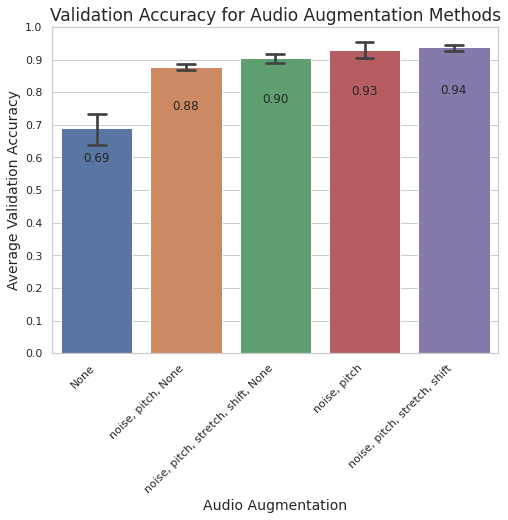 Validation Accuracy for Audio Augmentation Methods
Average Validation Accuracy
1.0
0.9
0.8
0.7
0.6
0.5
0.4
0.3
0.2
0.1
0.0
0.69
0.88
0.90
0.93
0.94
None
noise, pitch, None
noise, pitch, stretch, shift, None
noise, pitch
noise, pitch, stretch, shift
Audio Augmentation